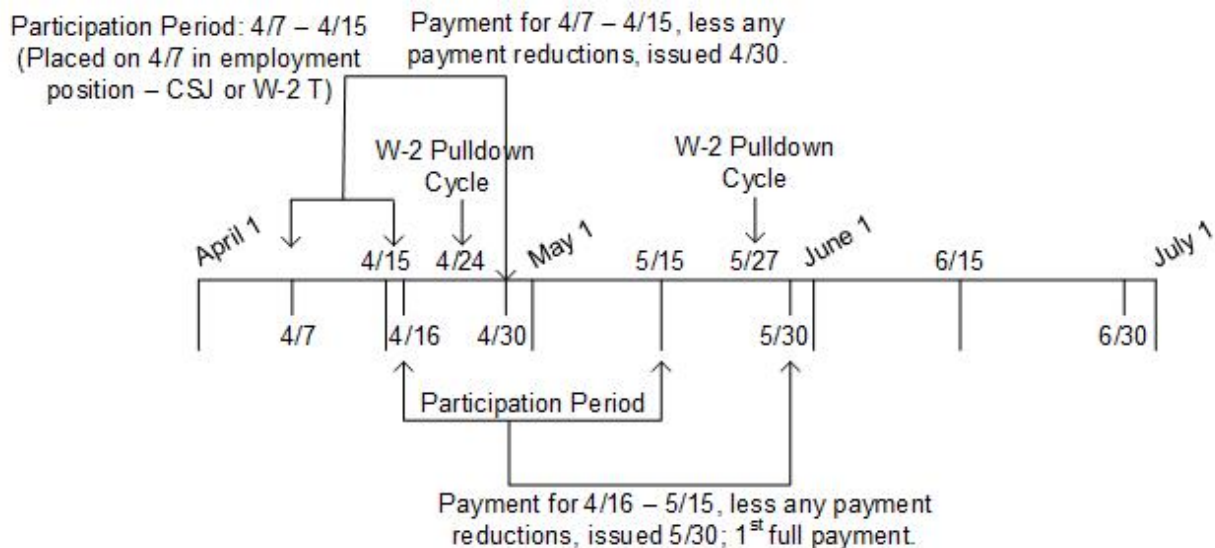 Participation Period: 4/7 – 4/15
(Placed on 4/7 in employment
position – CSJ or W-2 T)
Payment for 4/7 – 4/15, less any
payment reductions, issued 4/30.
W-2 Pulldown
Cycle
W-2 Pulldown
Cycle
April 1
4/15
4/24
May 1
5/15
5/27
June 1
6/15
July 1
4/7
4/16
4/30
5/30
6/30
Participation Period
Payment for 4/16 – 5/15, less any payment
reductions, issued 5/30; 1st full payment.